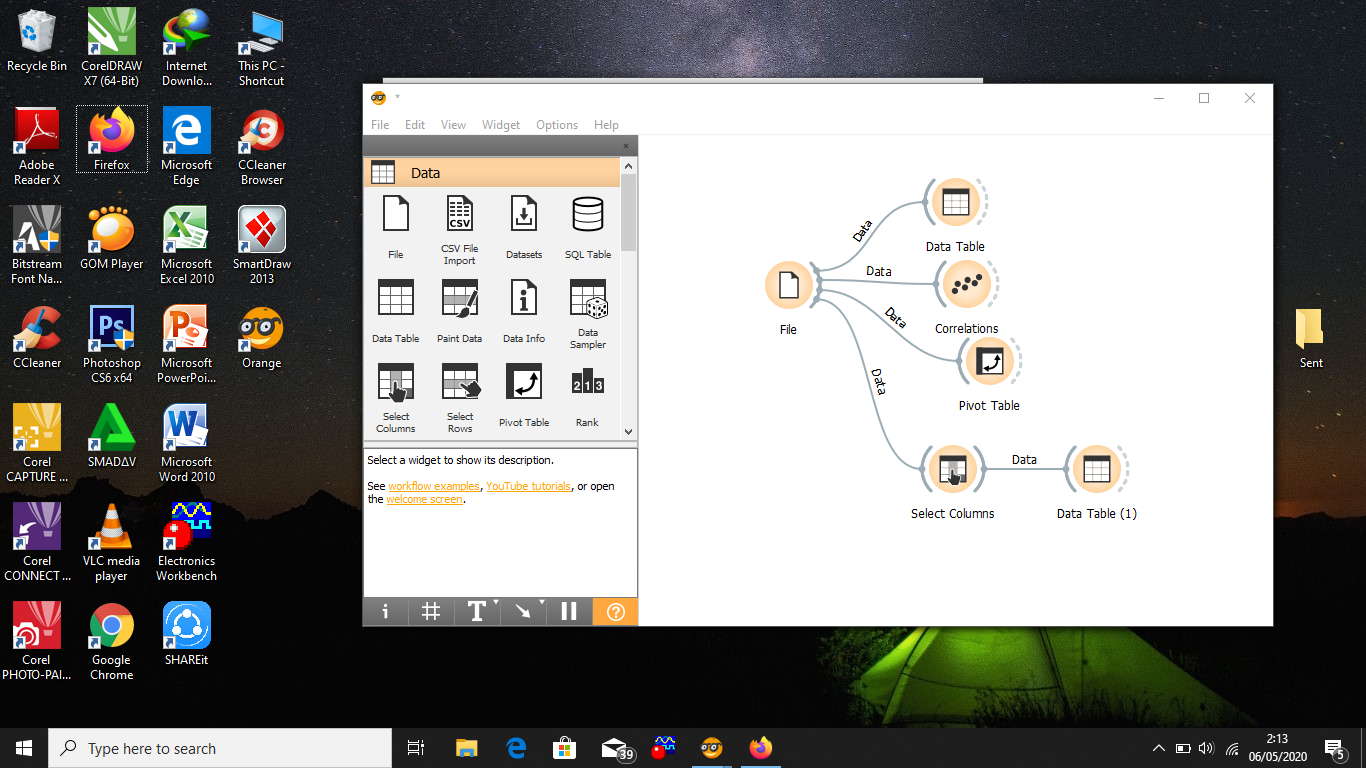 Recycle Bin
CorelDRAW
X7 (64-Bit)
Internet
Downlo...
This PC -
Shortcut
Adobe
Reader X
Firefox
Microsoft
Edge
CCleaner
Browser
Bitstream
Font Na...
GOM Player
Microsoft
Excel 2010
SmartDraw
2013
CCleaner
Photoshop
CS6 x64
Microsoft
PowerPoi...
Orange
Corel
CAPTURE ...
SMADΔV
Microsoft
Word 2010
Corel
CONNECT ...
VLC media
player
Electronics
Workbench
Corel
PHOTO-PAI...
Google
Chrome
SHAREit
*
File Edit View Widget Options Help
Data
File
CSV
CSV File
Import
Datasets
SQL Table
Data Table
Paint Data
Data Info
Data
Sampler
Select
Columns
Select
Rows
Pivot Table
2 1 3
Rank
Select a widget to show its description.
See workflow examples, YouTube tutorials, or open
the welcome screen.
File
Data
Data Table
Data
Correlations
Data
Pivot Table
Data
Select Columns
Data
Data Table (1)
Sent
Type here to search
39
2:13
06/05/2020
5